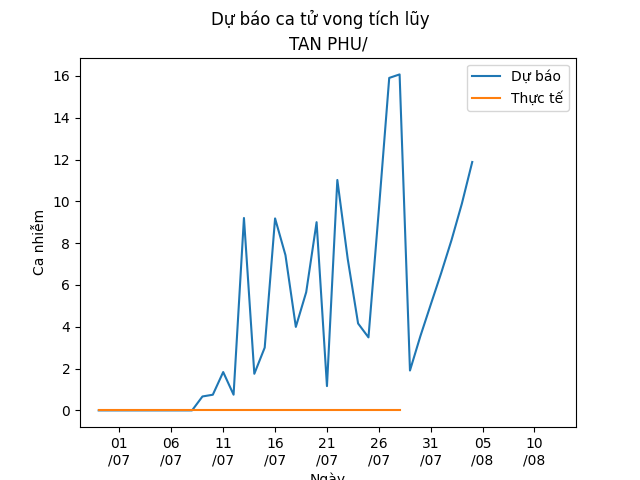 Dự báo ca tử vong tích lũy
TAN PHU/
Dự báo
Thực tế
Ca nhiễm
16
14
12
10
8
6
4
2
0
01 06 11 16 21 26 31 05 10
/07 /07 /07 /07 /07 /07 /07 /08 /08
Ngày